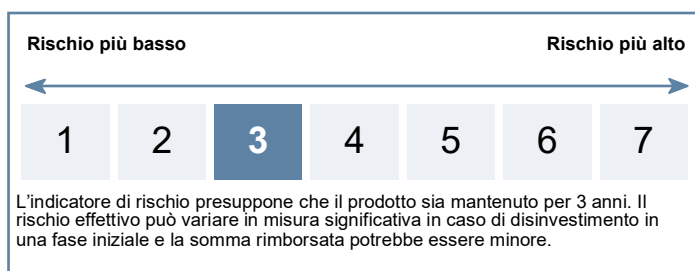 Rischio più basso Rischio più alto
1 2 3 4 5 6 7
L'indicatore di rischio presuppone che il prodotto sia mantenuto per 3 anni. Il
rischio effettivo può variare in misura significativa in caso di disinvestimento in
una fase iniziale e la somma rimborsata potrebbe essere minore.